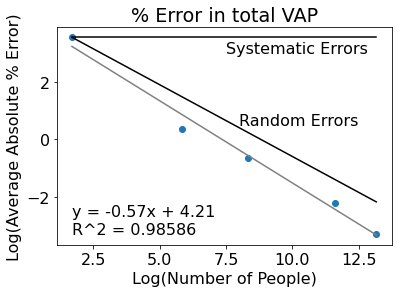 % Error in total VAP
Log(Average Absolute % Error)
Systematic Errors
2
Random Errors
0
−2
y = -0.57x + 4.21
R^2 = 0.98586
2.5 5.0 7.5 10.0 12.5
Log(Number of People)